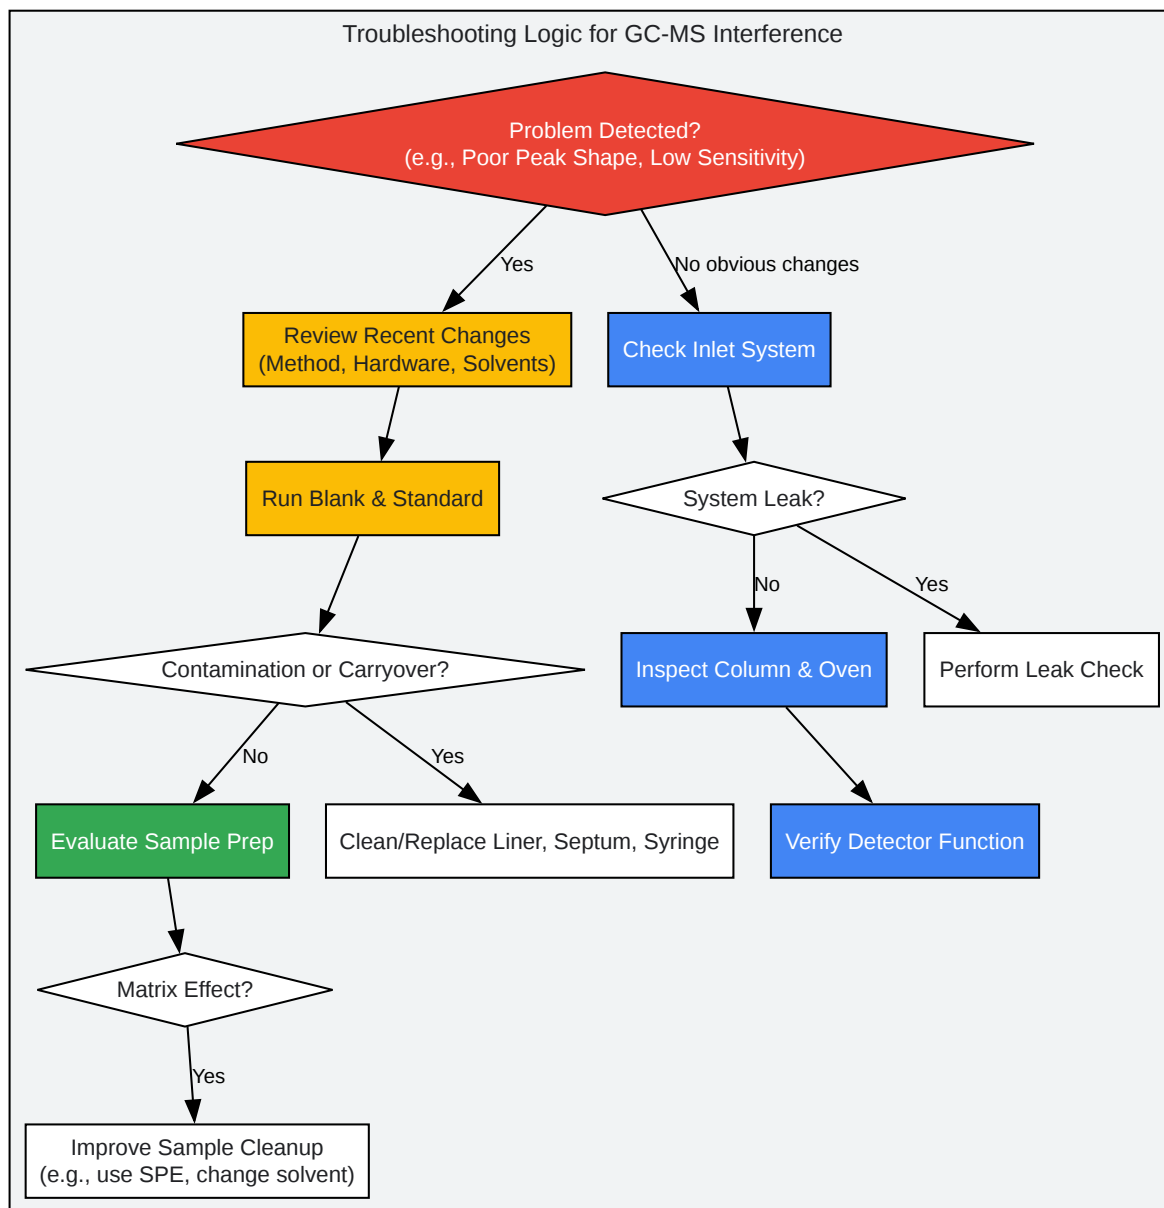 Troubleshooting Logic for GC-MS Interference
Problem Detected?
(e.g., Poor Peak Shape, Low Sensitivity)
Yes
No obvious changes
Review Recent Changes
(Method, Hardware, Solvents)
Check Inlet System
Run Blank & Standard
System Leak?
No
Yes
Contamination or Carryover?
Inspect Column & Oven
Perform Leak Check
No
Yes
Evaluate Sample Prep
Clean/Replace Liner, Septum, Syringe
Verify Detector Function
Matrix Effect?
Yes
Improve Sample Cleanup
(e.g., use SPE, change solvent)